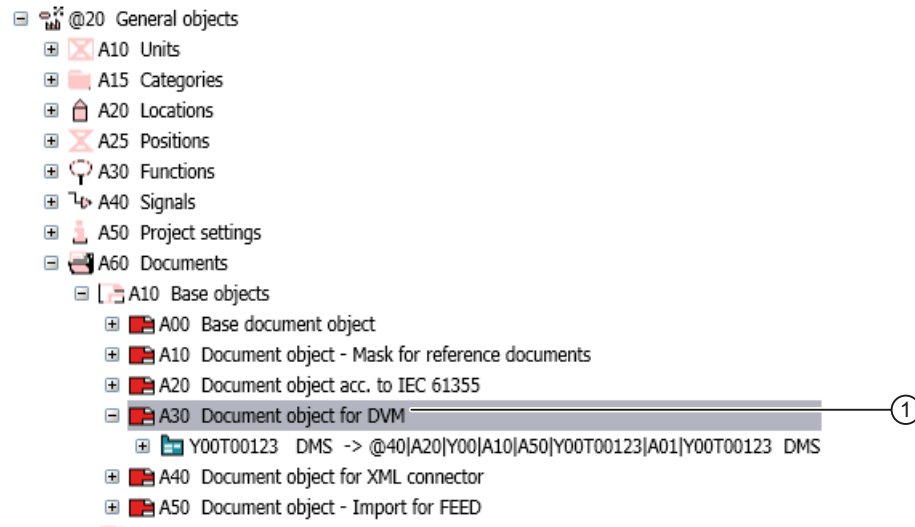 @20 General objects
A10 Units
A15 Categories
A20 Locations
A25 Positions
A30 Functions
A40 Signals
A50 Project settings
A60 Documents
A10 Base objects
A00 Base document object
A10 Document object - Mask for reference documents
A20 Document object acc. to IEC 61355
A30 Document object for DVM 1
Y00T00123 DMS -> @40|A20|Y00|A10|A50|Y00T00123|A01|Y00T00123 DMS
A40 Document object for XML connector
A50 Document object - Import for FEED